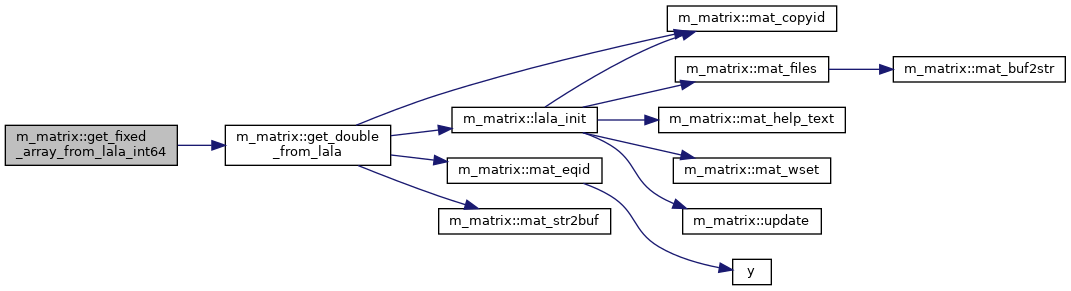 m_matrix::get_fixed
_array_from_lala_int64
m_matrix::get_double
_from_lala
m_matrix::mat_copyid
m_matrix::lala_init
m_matrix::mat_files
m_matrix::mat_buf2str
m_matrix::mat_help_text
m_matrix::mat_wset
m_matrix::update
m_matrix::mat_eqid
y
m_matrix::mat_str2buf